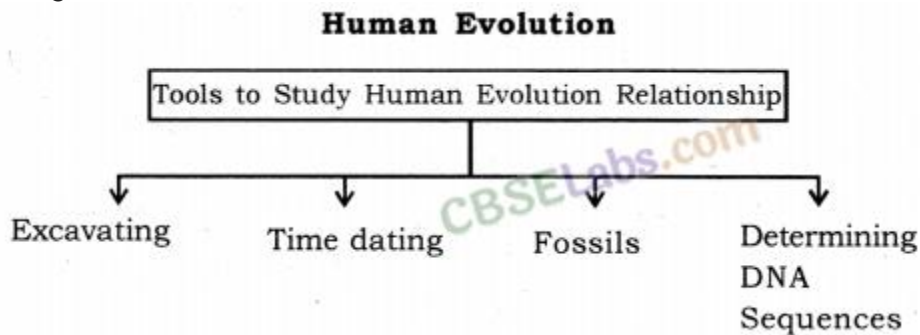 Human Evolution
Tools to Study Human Evolution Relationship
CBSELabs.com
Excavating
Time dating
Fossils
Determining
DNA
Sequences